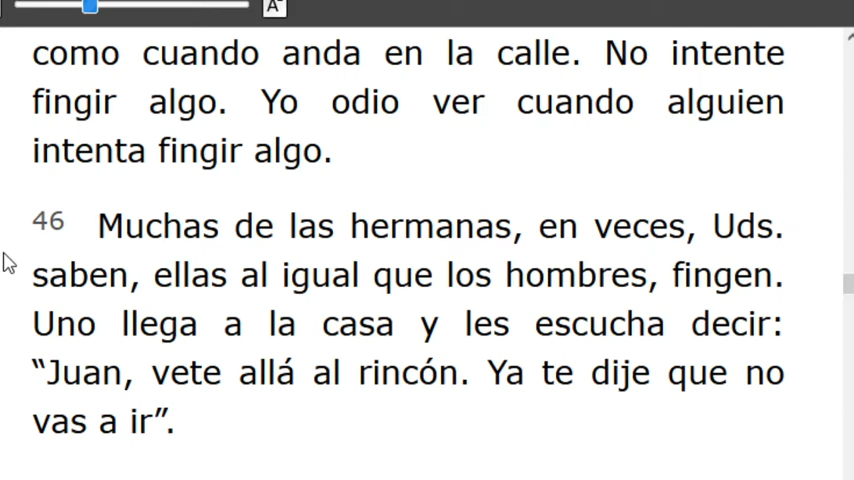 A
como cuando anda en la calle. No intente
fingir algo. Yo odio ver cuando alguien
intenta fingir algo.
46 Muchas de las hermanas, en veces, Uds.
saben, ellas al igual que los hombres, fingen.
Uno llega a la casa y les escucha decir:
“Juan, vete allá al rincón. Ya te dije que no
vas a ir”.